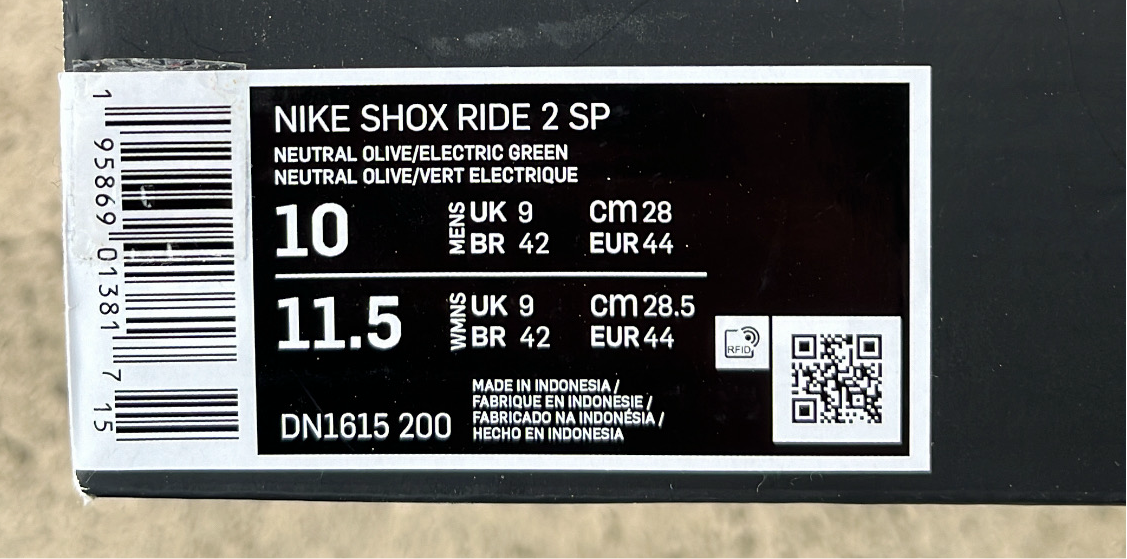 NIKE SHOX RIDE 2 SP
NEUTRAL OLIVE/ELECTRIC GREEN
NEUTRAL OLIVE/VERT ELECTRIQUE
10
MENS
UK 9 cm 28
BR 42 EUR 44
11.5
WMNS
UK 9 cm 28.5
BR 42 EUR 44
RFID
MADE IN INDONESIA /
FABRIQUE EN INDONESIE /
FABRICADO NA INDONÉSIA /
HECHO EN INDONESIA
DN1615 200
1 95869 01381 7 15